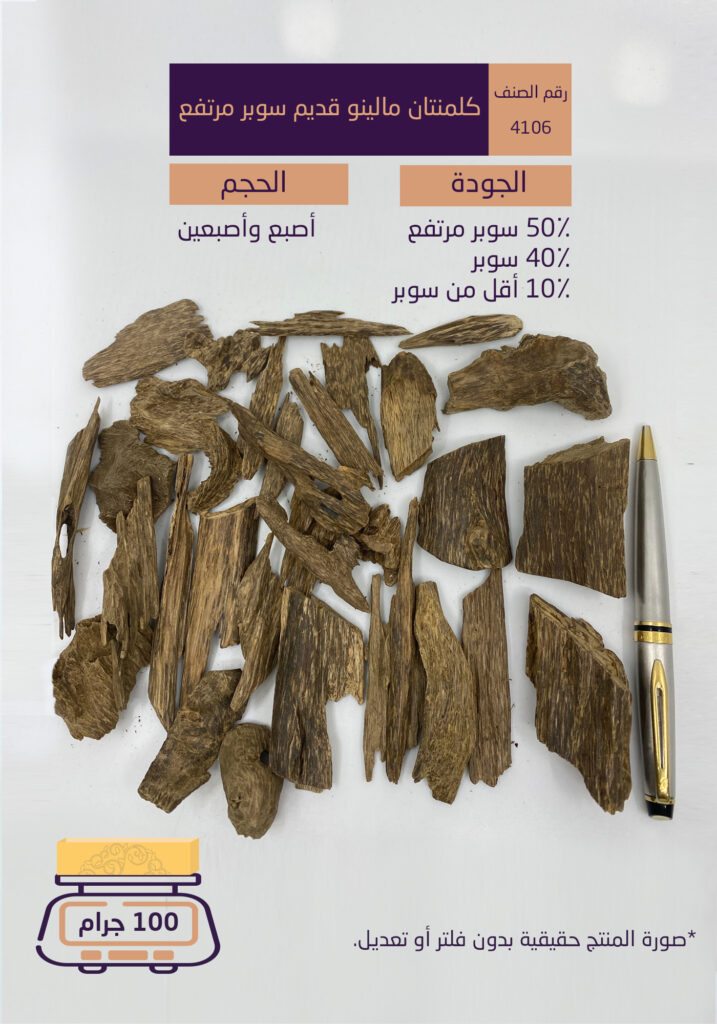 رقم الصنف
4106
كلمنتان مالينو قديم سوبر مرتفع
الجودة
50٪ سوبر مرتفع
40٪ سوبر
10٪ أقل من سوبر
الحجم
أصبع وأصبعين
100 جرام
*صورة المنتج حقيقية بدون فلتر أو تعديل.